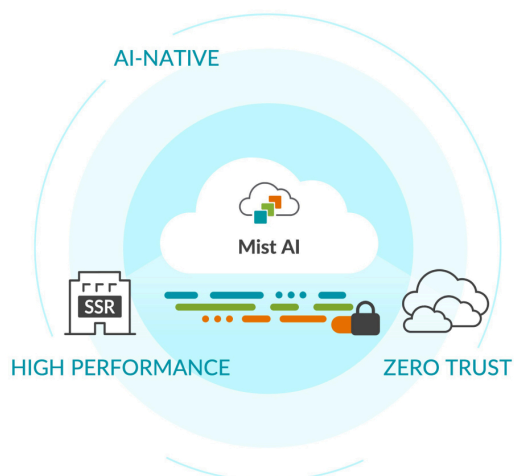 AI-NATIVE
Mist AI
SSR
HIGH PERFORMANCE
ZERO TRUST